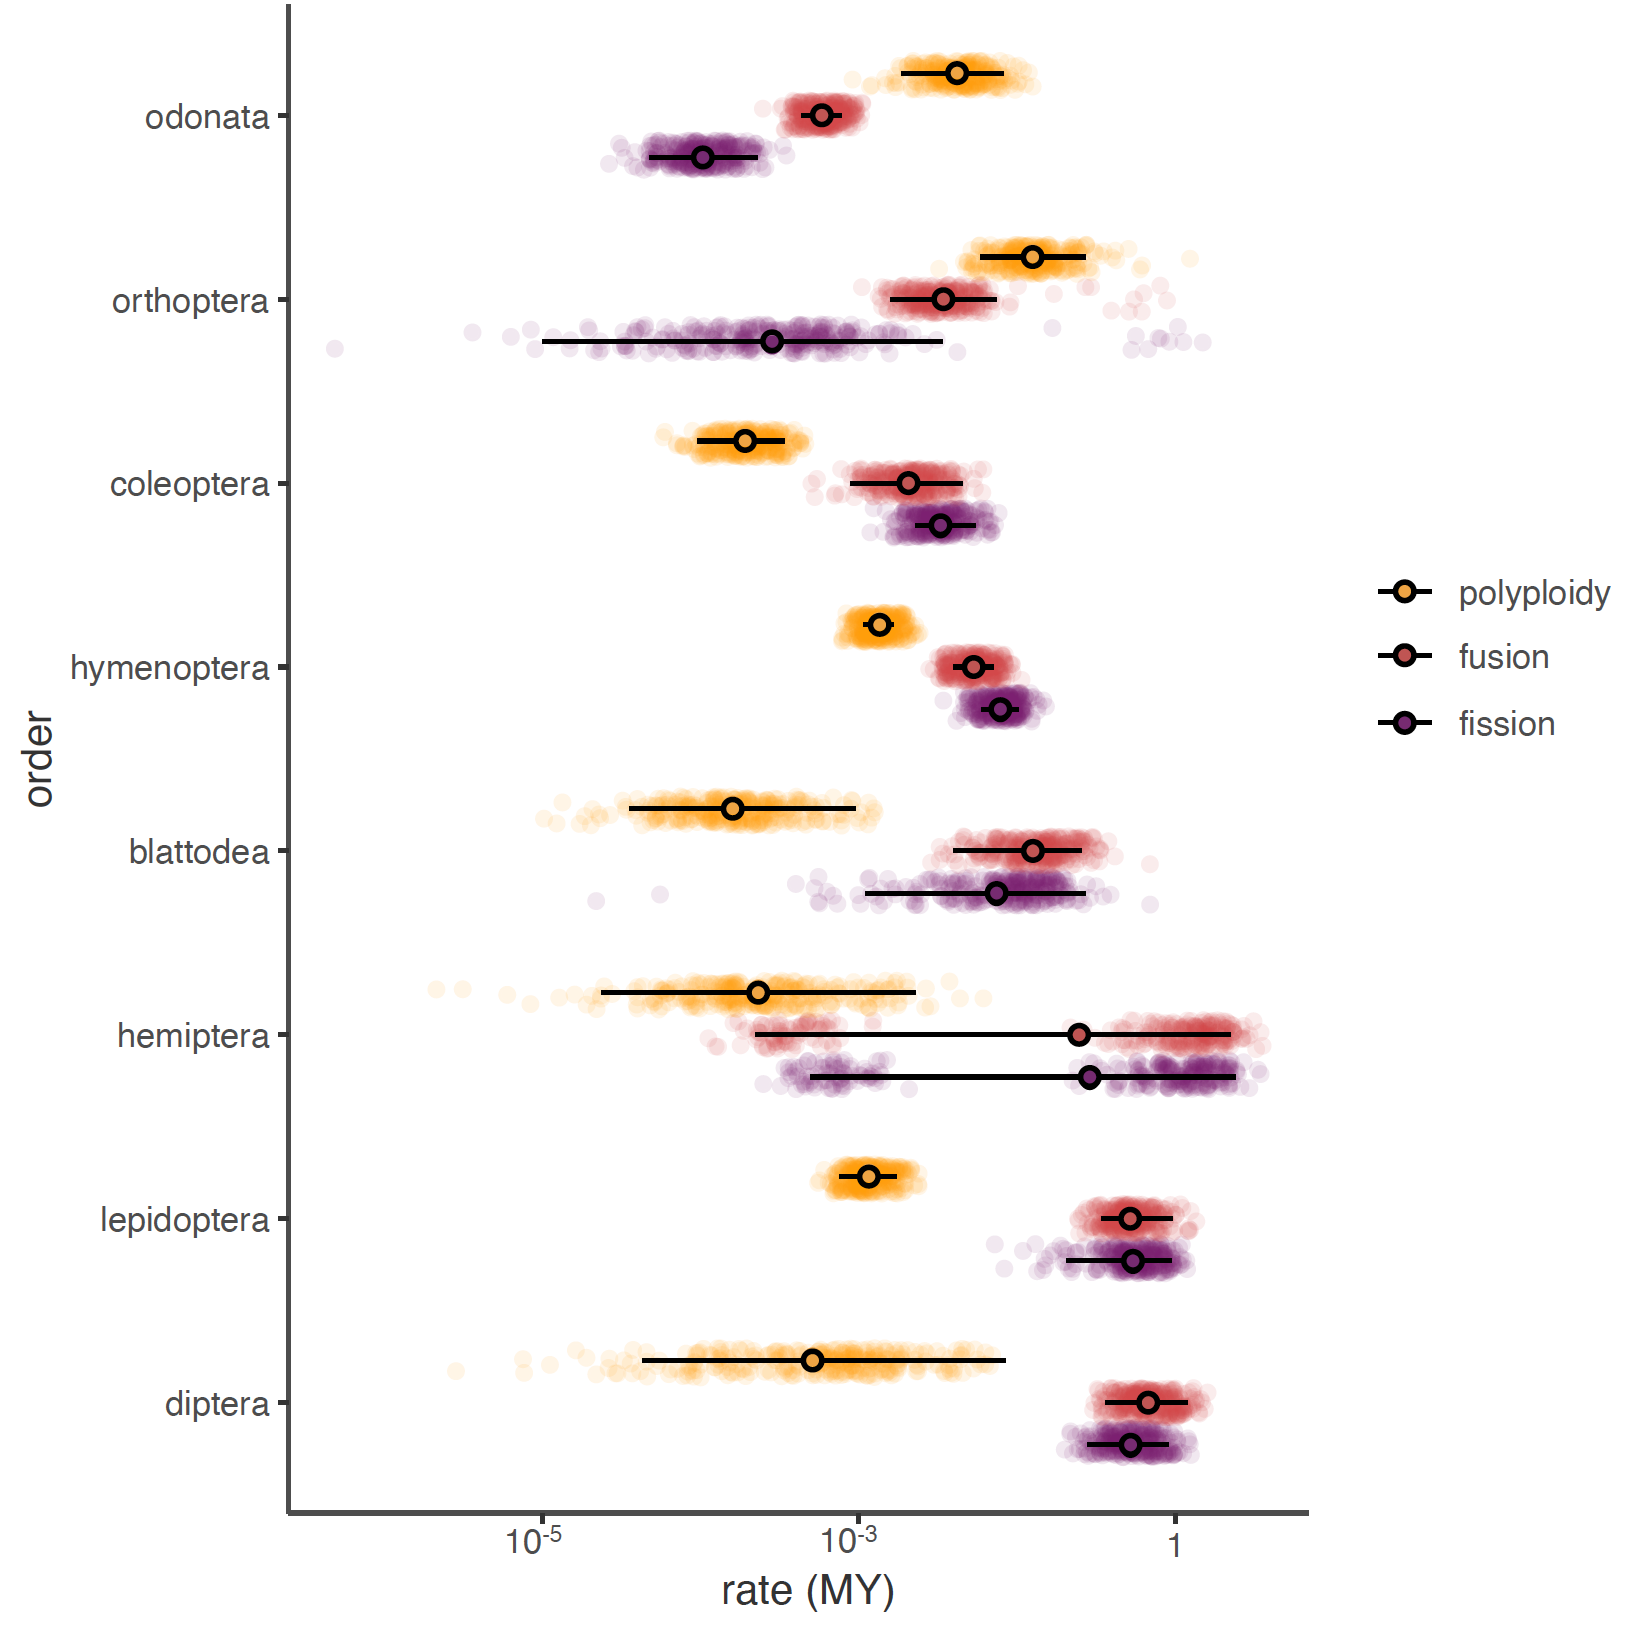 odonata
orthoptera
coleoptera
hymenoptera
blattodea
hemiptera
lepidoptera
diptera
order
10-5
10-3
1
rate (MY)
polyploidy
fusion
fission